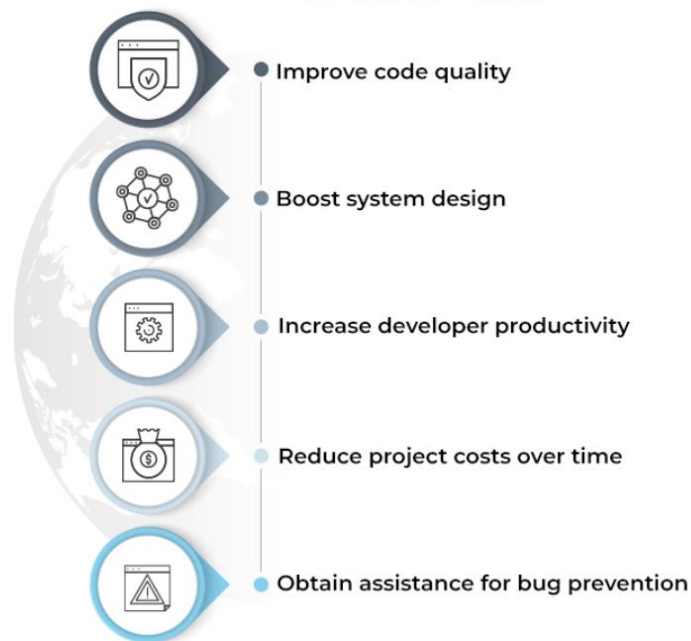 Improve code quality
Boost system design
Increase developer productivity
Reduce project costs over time
Obtain assistance for bug prevention